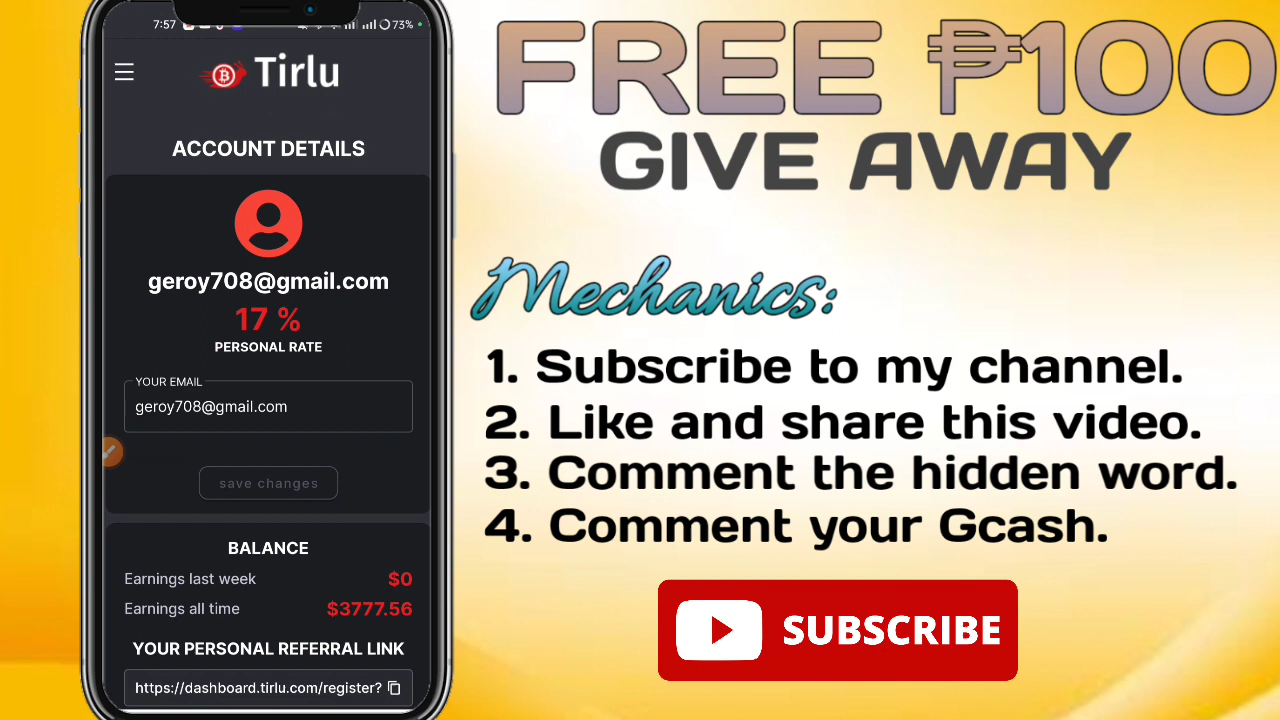 7:57
73%
Tirlu
ACCOUNT DETAILS
geroy708@gmail.com
17 %
PERSONAL RATE
YOUR EMAIL
geroy708@gmail.com
save changes
BALANCE
Earnings last week $0
Earnings all time $3777.56
YOUR PERSONAL REFERRAL LINK
https://dashboard.tirlu.com/register?
FREE ₱100
GIVE AWAY
Mechanics:
1. Subscribe to my channel.
2. Like and share this video.
3. Comment the hidden word.
4. Comment your Gcash.
SUBSCRIBE